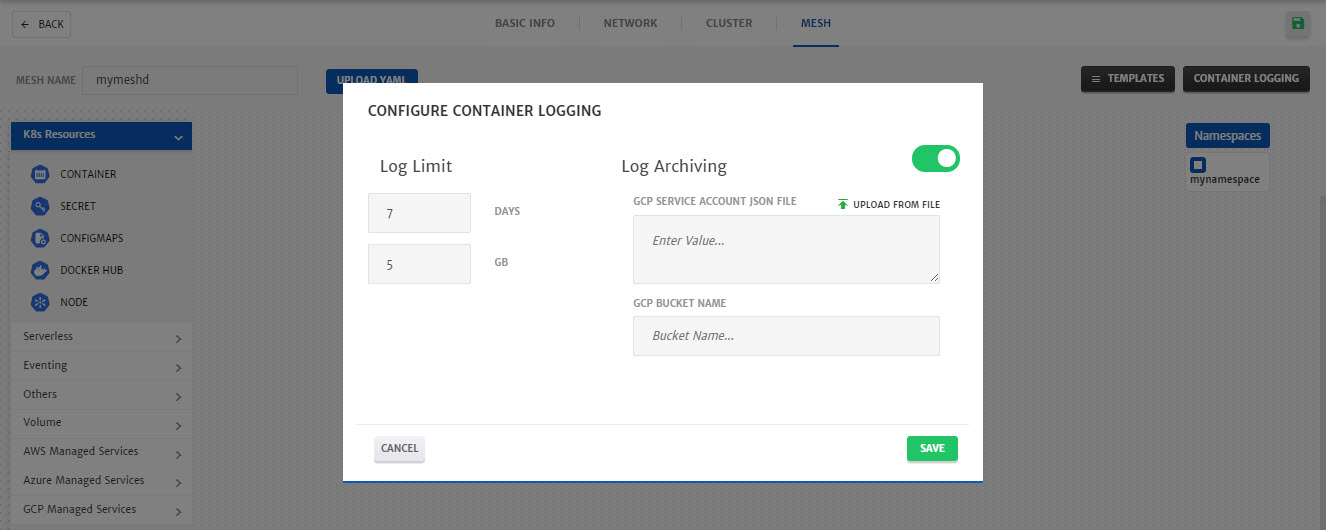 BACK
BASIC INFO
NETWORK
CLUSTER
MESH
MESH NAME
mymeshd
UPLOAD YAML
TEMPLATES
CONTAINER LOGGING
K8s Resources
CONTAINER
SECRET
CONFIGMAPS
DOCKER HUB
NODE
Serverless
Eventing
Others
Volume
AWS Managed Services
Azure Managed Services
GCP Managed Services
CONFIGURE CONTAINER LOGGING
Log Limit
7
DAYS
5
GB
Log Archiving
GCP SERVICE ACCOUNT JSON FILE
UPLOAD FROM FILE
Enter Value...
GCP BUCKET NAME
Bucket Name...
CANCEL
SAVE
Namespaces
mynamespace